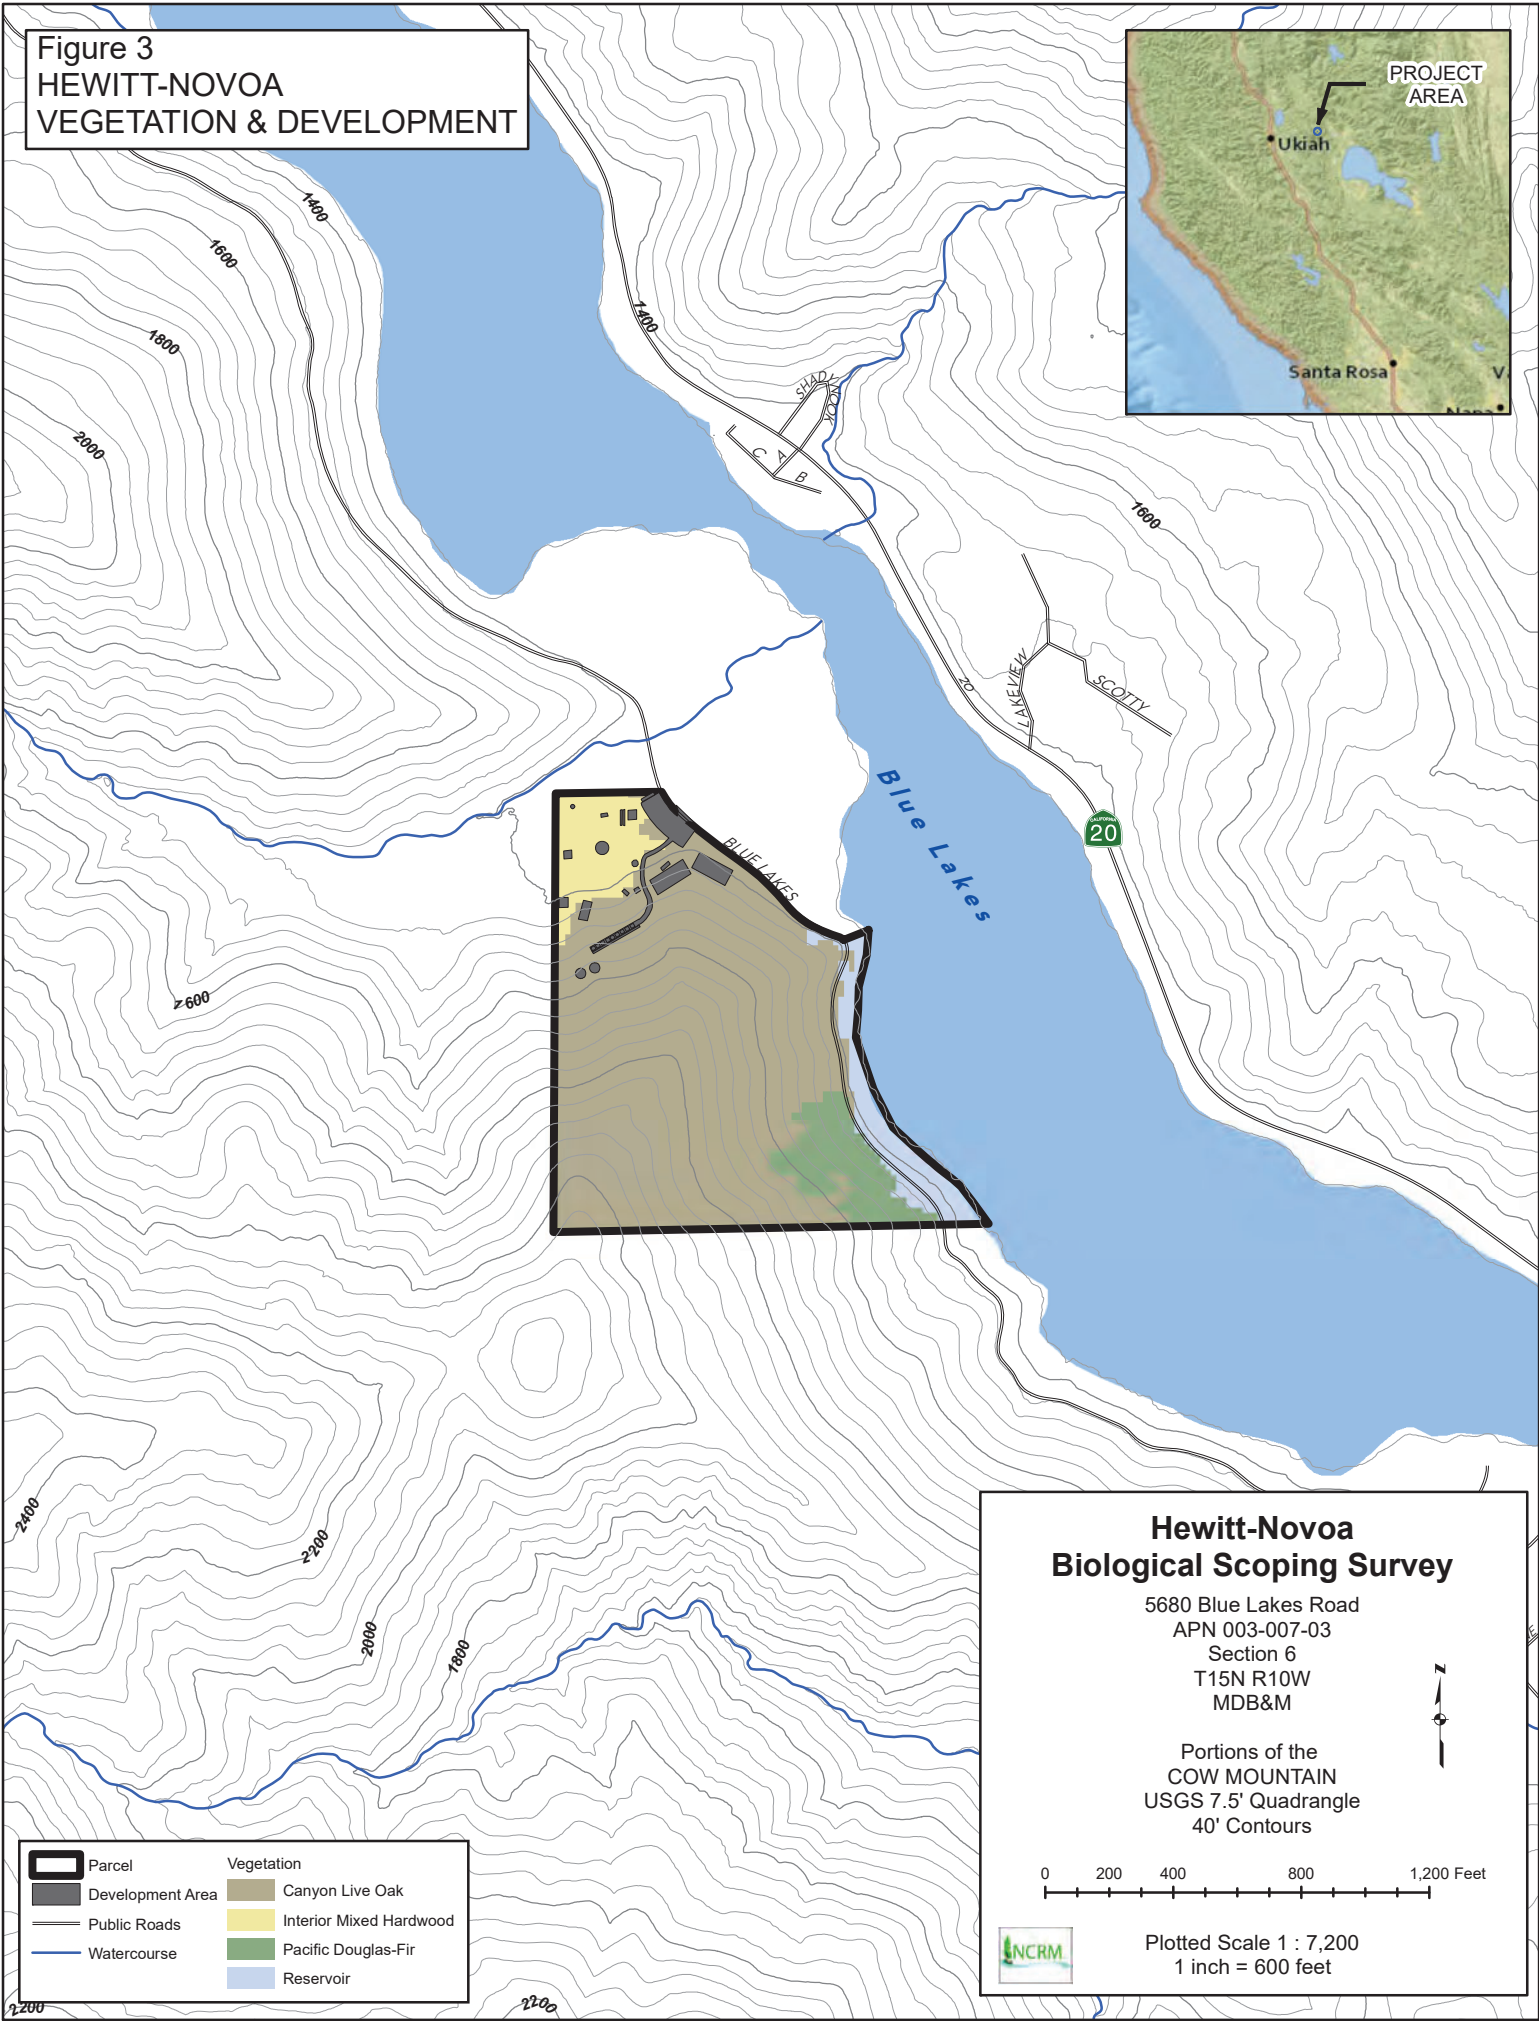 Figure 3
HEWITT-NOVOA
VEGETATION & DEVELOPMENT
PROJECT
AREA
Ukiah
Santa Rosa
Napa
V
1400
1600
1800
2000
1400
SHADY NOOK
C A B
1600
LAKEVIEW
SCOTTY
20
Blue Lakes
CALIFORNIA
20
BLUE LAKES
600
2400
2200
2000
1800
2200
2200
Hewitt-Novoa
Biological Scoping Survey
5680 Blue Lakes Road
APN 003-007-03
Section 6
T15N R10W
MDB&M
N
Portions of the
COW MOUNTAIN
USGS 7.5' Quadrangle
40' Contours
0 200 400 800 1,200 Feet
NCRM
Plotted Scale 1 : 7,200
1 inch = 600 feet
Parcel
Development Area
Public Roads
Watercourse
Vegetation
Canyon Live Oak
Interior Mixed Hardwood
Pacific Douglas-Fir
Reservoir